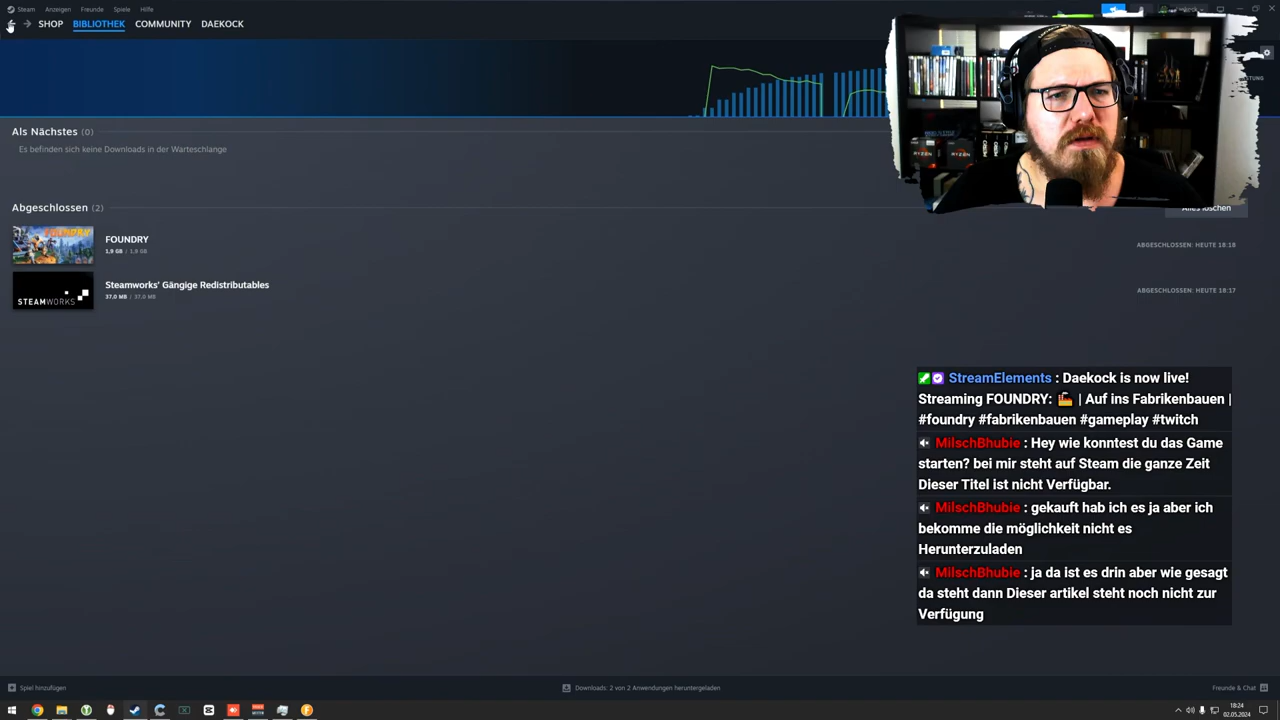 Steam Anzeigen Freunde Spiele Hilfe
SHOP BIBLIOTHEK COMMUNITY DAEKOCK
Als Nächstes (0)
Es befinden sich keine Downloads in der Warteschlange
Abgeschlossen (2)
Alles löschen
FOUNDRY
FOUNDRY
1,9 GB / 1,9 GB
ABGESCHLOSSEN: HEUTE 18:18
STEAMWORKS
Steamworks' Gängige Redistributables
37,0 MB / 37,0 MB
ABGESCHLOSSEN: HEUTE 18:17
StreamElements : Daekock is now live!
Streaming FOUNDRY: | Auf ins Fabrikenbauen |
#foundry #fabrikenbauen #gameplay #twitch
MilschBhubie : Hey wie konntest du das Game
starten? bei mir steht auf Steam die ganze Zeit
Dieser Titel ist nicht Verfügbar.
MilschBhubie : gekauft hab ich es ja aber ich
bekomme die möglichkeit nicht es
Herunterzuladen
MilschBhubie : ja da ist es drin aber wie gesagt
da steht dann Dieser artikel steht noch nicht zur
Verfügung
Spiel hinzufügen
Downloads: 2 von 2 Anwendungen heruntergeladen
Freunde & Chat
18:24
02.05.2024